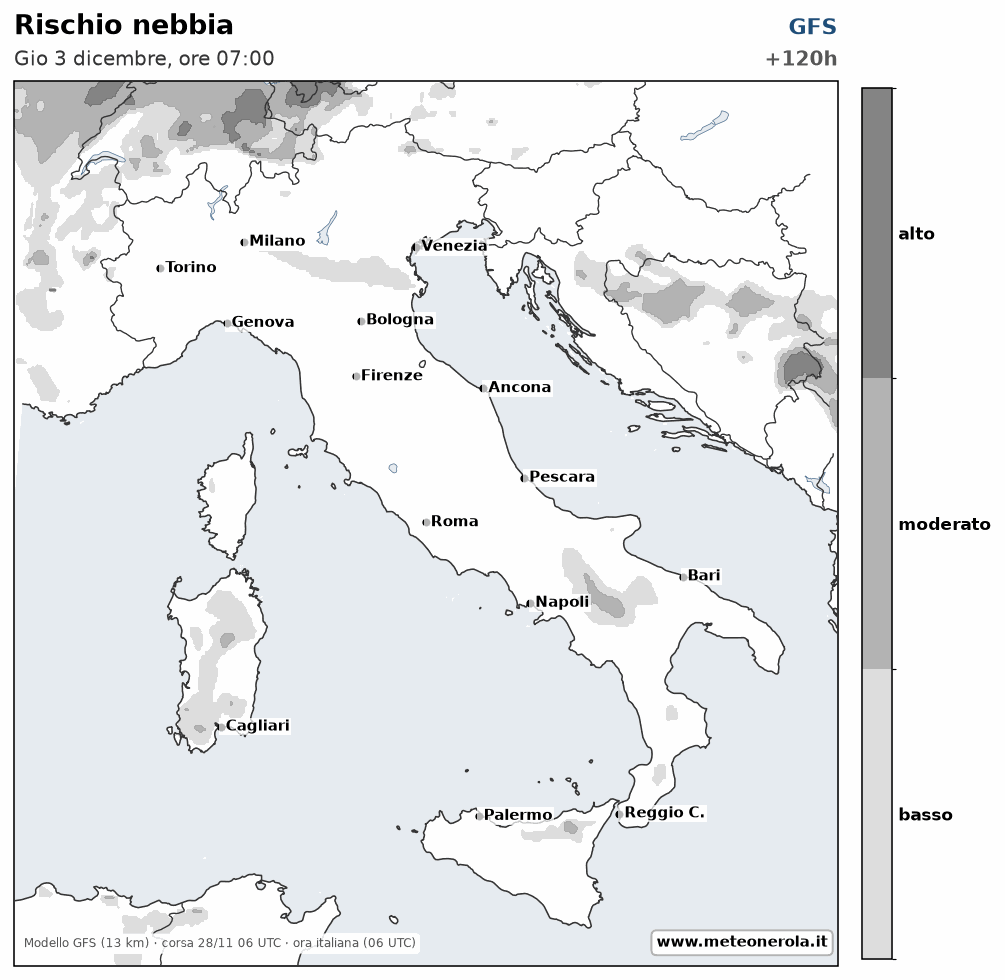 Rischio nebbia
GFS
Gio 3 dicembre, ore 07:00
+120h
alto
moderato
basso
Milano
Venezia
Torino
Genova
Bologna
Firenze
Ancona
Pescara
Roma
Bari
Napoli
Cagliari
Palermo
Reggio C.
Modello GFS (13 km) · corsa 28/11 06 UTC · ora italiana (06 UTC)
www.meteonerola.it